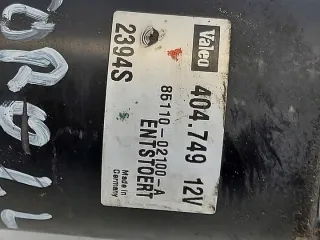 Valeo
404.749 12V
2394S
86110-02100-A
ENTSTOERT
Made in
Germany